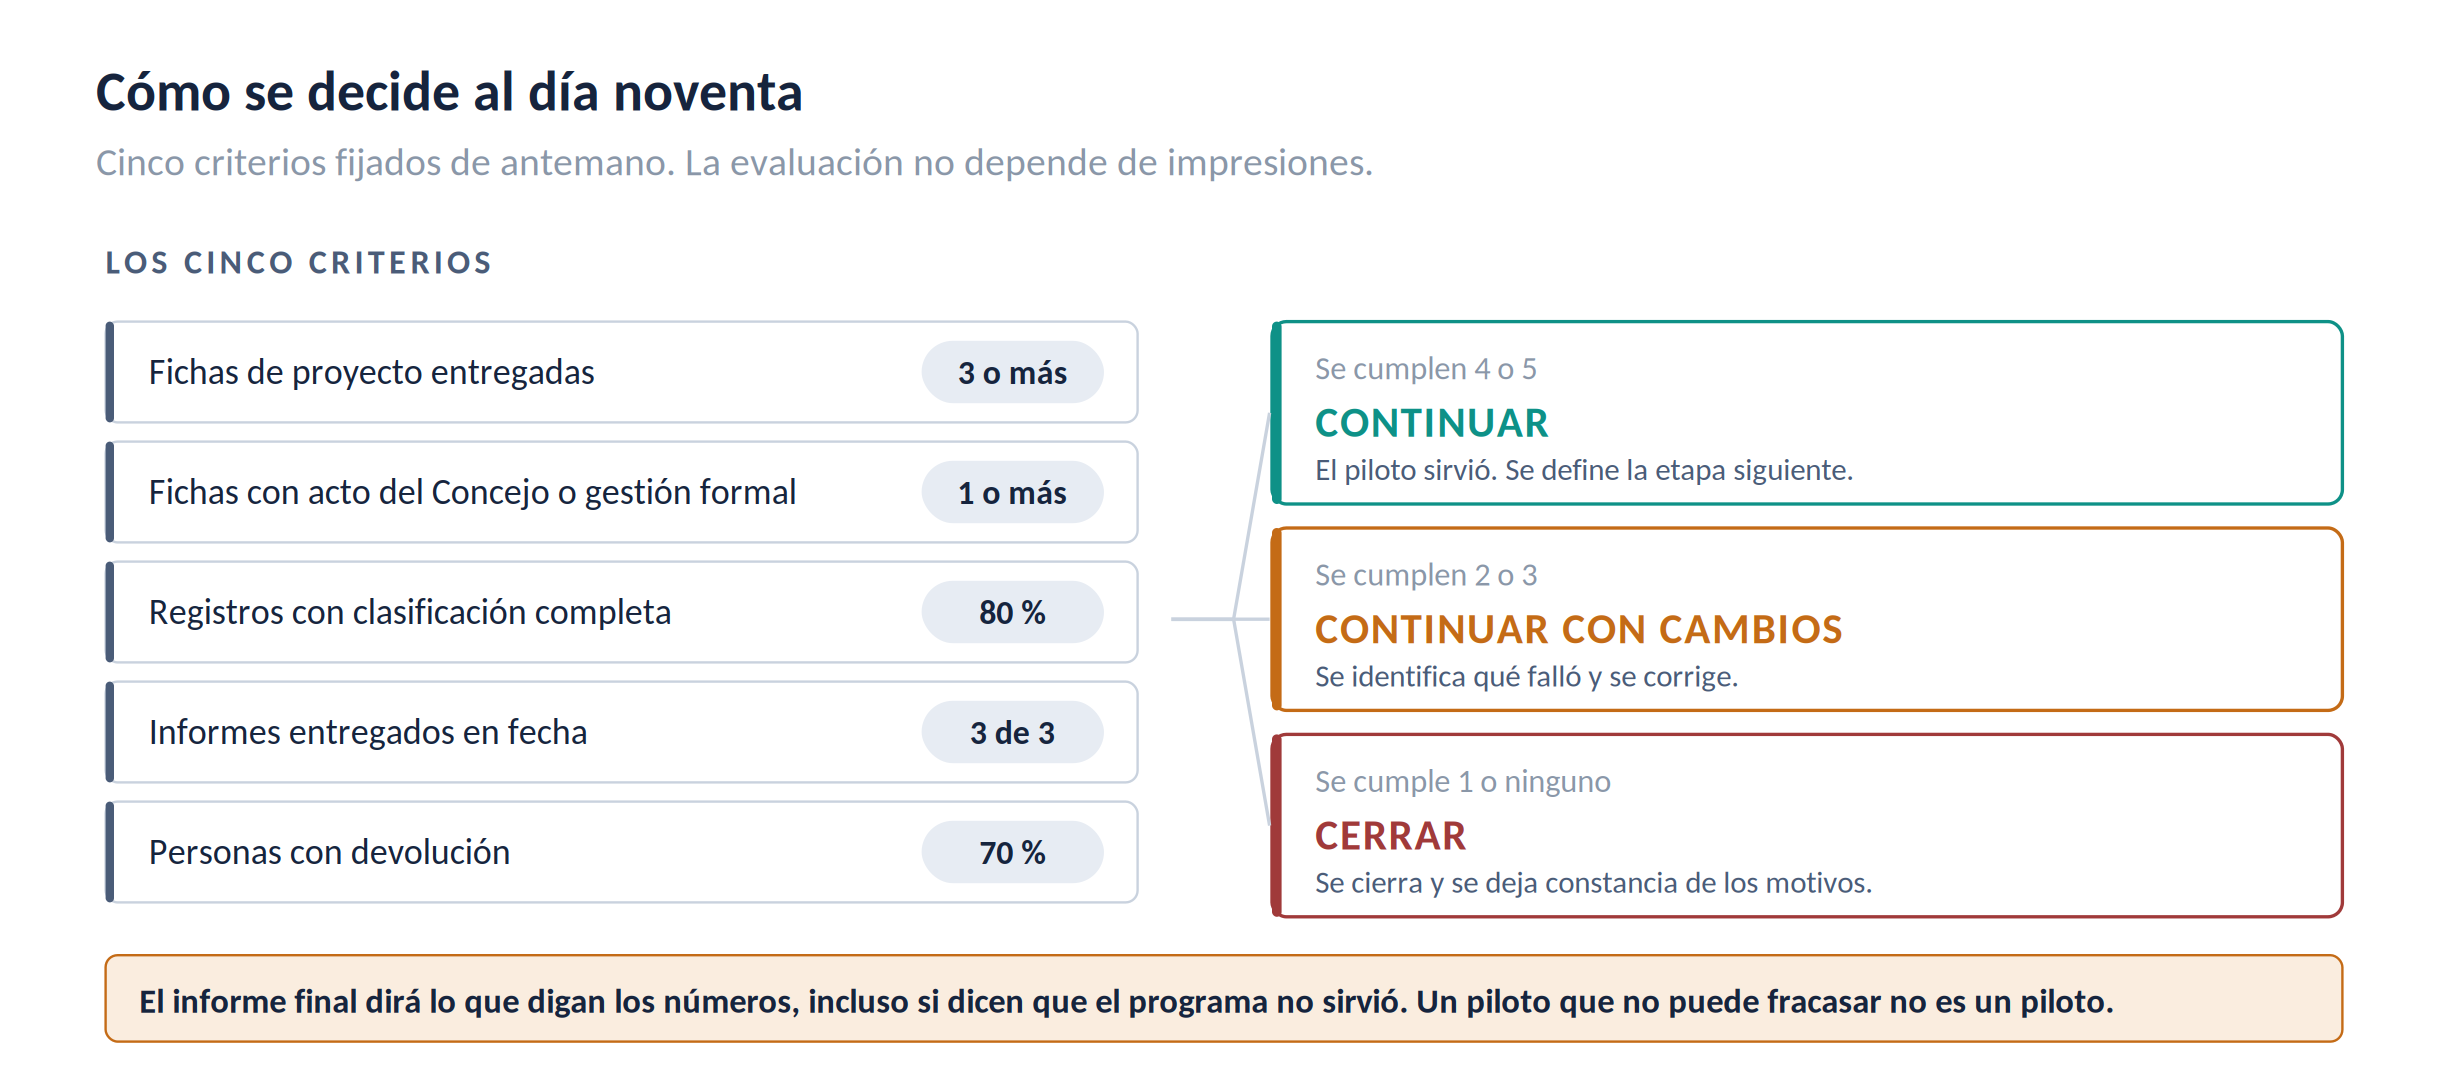 Cómo se decide al día noventa
Cinco criterios fijados de antemano. La evaluación no depende de impresiones.
LOS CINCO CRITERIOS
Fichas de proyecto entregadas
3 o más
Fichas con acto del Concejo o gestión formal
1 o más
Registros con clasificación completa
80 %
Informes entregados en fecha
3 de 3
Personas con devolución
70 %
Se cumplen 4 o 5
CONTINUAR
El piloto sirvió. Se define la etapa siguiente.
Se cumplen 2 o 3
CONTINUAR CON CAMBIOS
Se identifica qué falló y se corrige.
Se cumple 1 o ninguno
CERRAR
Se cierra y se deja constancia de los motivos.
El informe final dirá lo que digan los números, incluso si dicen que el programa no sirvió. Un piloto que no puede fracasar no es un piloto.